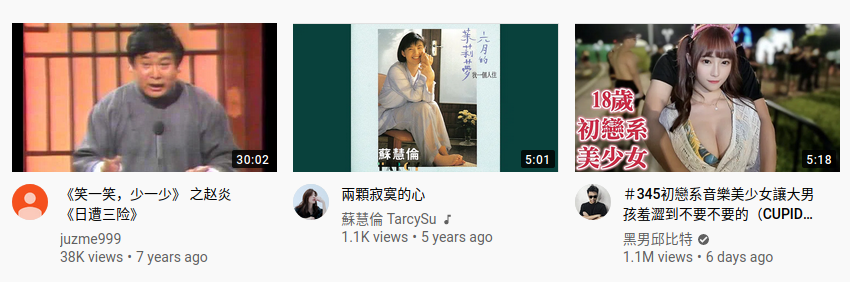 30:02
《笑一笑，少一少》 之赵炎
《日遭三险》
juzme999
38K views • 7 years ago
六月的
茉莉夢
我一個人住
蘇慧倫
5:01
兩顆寂寞的心
蘇慧倫 TarcySu
1.1K views • 5 years ago
18歲
初戀系
美少女
5:18
＃345初戀系音樂美少女讓大男
孩羞澀到不要不要的（CUPID...
黑男邱比特
1.1M views • 6 days ago